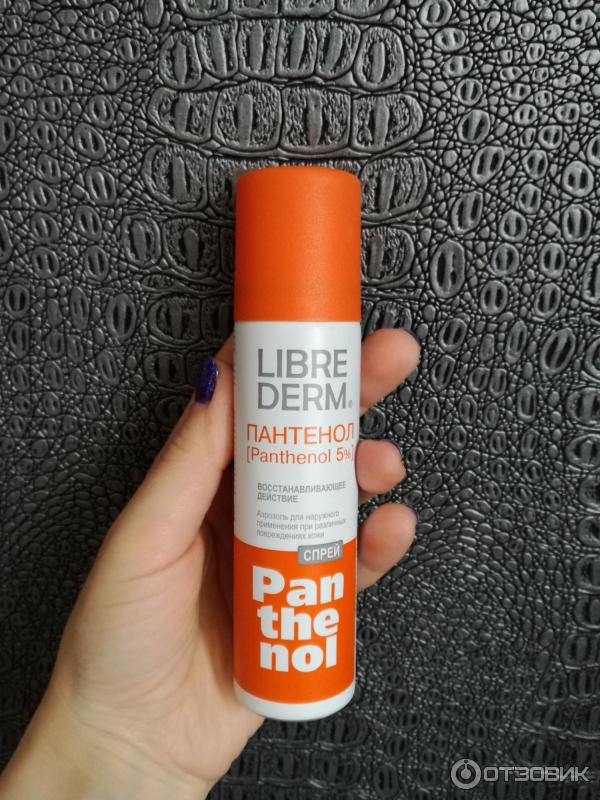 LIBRE
DERM®
ПАНТЕНОЛ
[Panthenol 5%]
ВОССТАНАВЛИВАЮЩЕЕ
ДЕЙСТВИЕ
Аэрозоль для наружного
применения при различных
повреждениях кожи
СПРЕЙ
Pan
the
nol
ОТЗОВИК